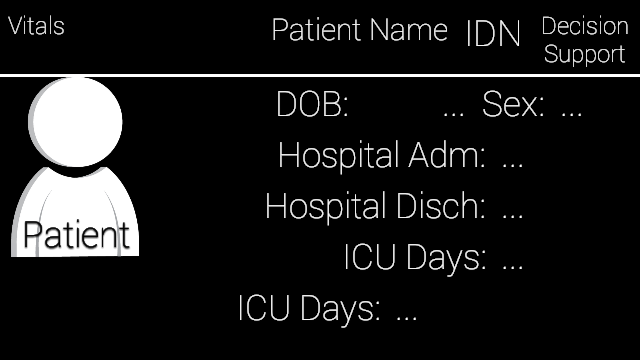 Vitals Patient Name IDN Decision Support
DOB: ... Sex: ...
Hospital Adm: ...
Hospital Disch: ...
Patient
ICU Days: ...
ICU Days: ...